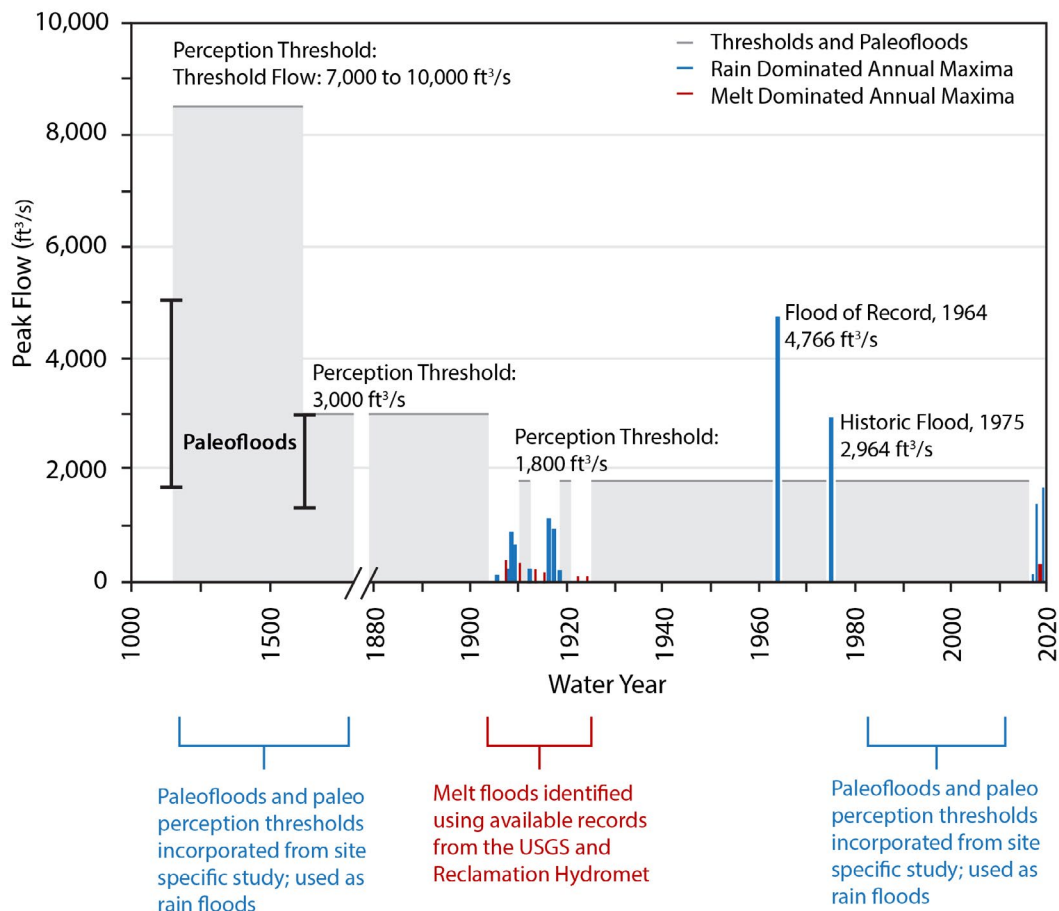 10,000
8,000
6,000
4,000
2,000
0
Peak Flow (ft³/s)
Perception Threshold:
Threshold Flow: 7,000 to 10,000 ft³/s
Thresholds and Paleofloods
Rain Dominated Annual Maxima
Melt Dominated Annual Maxima
Flood of Record, 1964
4,766 ft³/s
Perception Threshold:
3,000 ft³/s
Paleofloods
Historic Flood, 1975
2,964 ft³/s
Perception Threshold:
1,800 ft³/s
1000
1500
1880
1900
1920
1940
1960
1980
2000
2020
Water Year
Paleofloods and paleo
perception thresholds
incorporated from site
specific study; used as
rain floods
Melt floods identified
using available records
from the USGS and
Reclamation Hydromet
Paleofloods and paleo
perception thresholds
incorporated from site
specific study; used as
rain floods